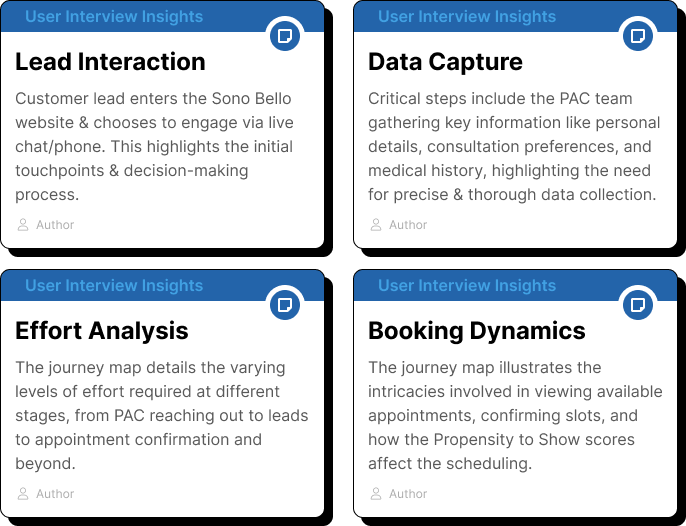 User Interview Insights
Lead Interaction
Customer lead enters the Sono Bello
website & chooses to engage via live
chat/phone. This highlights the initial
touchpoints & decision-making
process.
Author
User Interview Insights
Data Capture
Critical steps include the PAC team
gathering key information like personal
details, consultation preferences, and
medical history, highlighting the need
for precise & thorough data collection.
Author
User Interview Insights
Effort Analysis
The journey map details the varying
levels of effort required at different
stages, from PAC reaching out to leads
to appointment confirmation and
beyond.
Author
User Interview Insights
Booking Dynamics
The journey map illustrates the
intricacies involved in viewing available
appointments, confirming slots, and
how the Propensity to Show scores
affect the scheduling.
Author